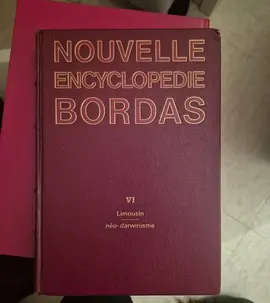 NOUVELLE
ENCYCLOPEDIE
BORDAS
VI
Limousin
néo-darwinisme